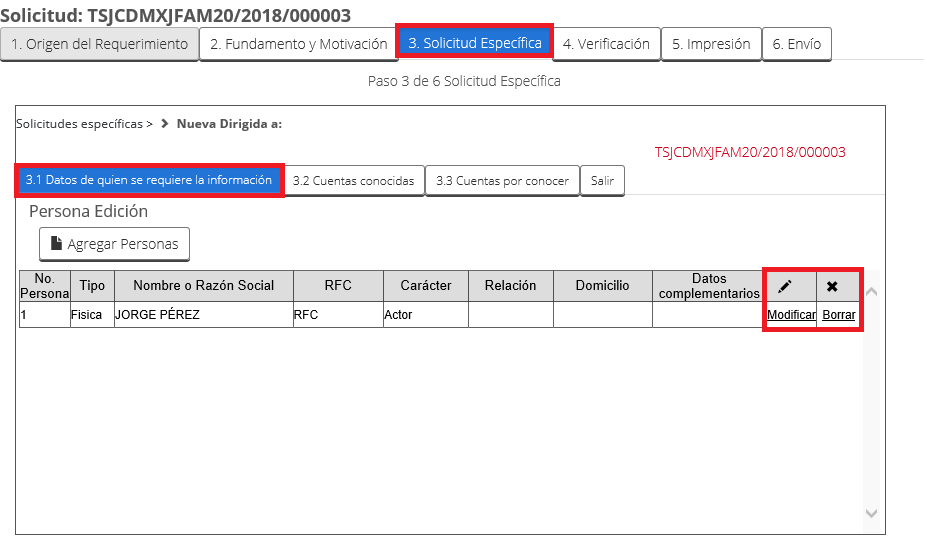 Solicitud: TSJCDMXJFAM20/2018/000003
1. Origen del Requerimiento 2. Fundamento y Motivación 3. Solicitud Específica 4. Verificación 5. Impresión 6. Envío
Paso 3 de 6 Solicitud Específica
Solicitudes específicas > Nueva Dirigida a:
TSJCDMXJFAM20/2018/000003
3.1 Datos de quien se requiere la información 3.2 Cuentas conocidas 3.3 Cuentas por conocer Salir
Persona Edición
Agregar Personas
No. Persona Tipo Nombre o Razón Social RFC Carácter Relación Domicilio Datos complementarios
1 Fisica JORGE PÉREZ RFC Actor Modificar Borrar